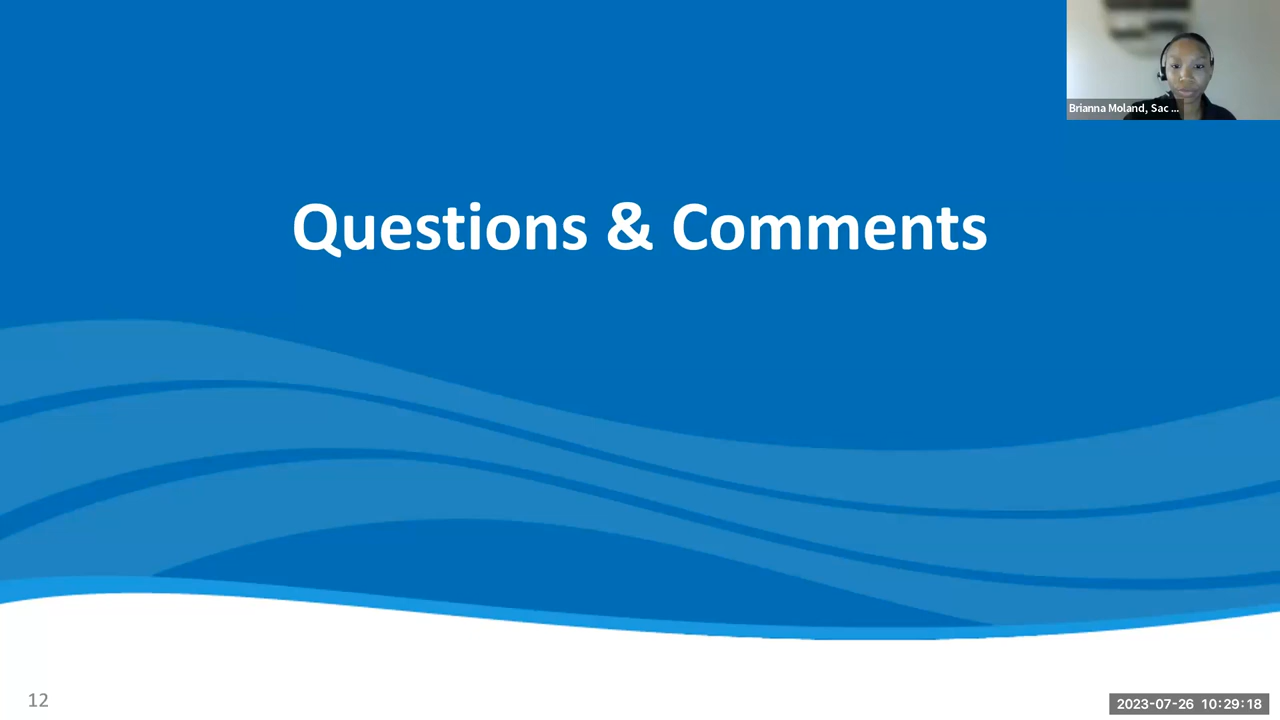 Brianna Moland, Sac ...
Questions & Comments
12
2023-07-26 10:29:18